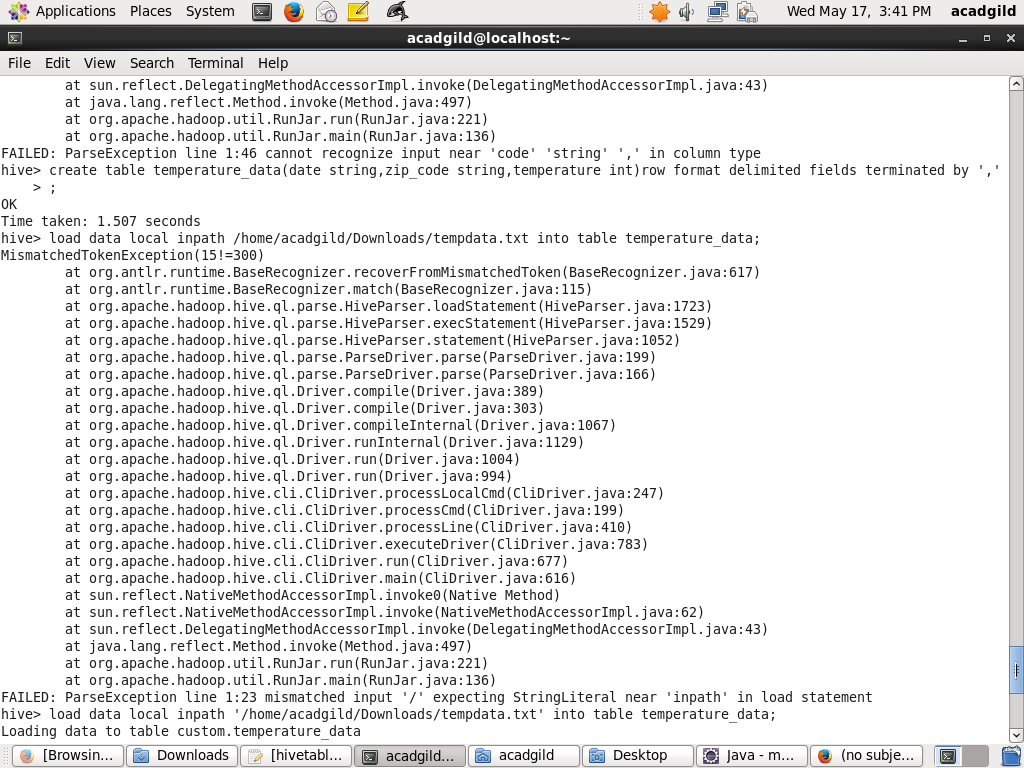 Applications Places System Wed May 17, 3:41 PM acadgild
acadgild@localhost:~
File Edit View Search Terminal Help
at sun.reflect.DelegatingMethodAccessorImpl.invoke(DelegatingMethodAccessorImpl.java:43)
at java.lang.reflect.Method.invoke(Method.java:497)
at org.apache.hadoop.util.RunJar.run(RunJar.java:221)
at org.apache.hadoop.util.RunJar.main(RunJar.java:136)
FAILED: ParseException line 1:46 cannot recognize input near 'code' 'string' ',' in column type
hive> create table temperature_data(date string,zip_code string,temperature int)row format delimited fields terminated by ','
> ;
OK
Time taken: 1.507 seconds
hive> load data local inpath /home/acadgild/Downloads/tempdata.txt into table temperature_data;
MismatchedTokenException(15!=300)
at org.antlr.runtime.BaseRecognizer.recoverFromMismatchedToken(BaseRecognizer.java:617)
at org.antlr.runtime.BaseRecognizer.match(BaseRecognizer.java:115)
at org.apache.hadoop.hive.ql.parse.HiveParser.loadStatement(HiveParser.java:1723)
at org.apache.hadoop.hive.ql.parse.HiveParser.execStatement(HiveParser.java:1529)
at org.apache.hadoop.hive.ql.parse.HiveParser.statement(HiveParser.java:1052)
at org.apache.hadoop.hive.ql.parse.ParseDriver.parse(ParseDriver.java:199)
at org.apache.hadoop.hive.ql.parse.ParseDriver.parse(ParseDriver.java:166)
at org.apache.hadoop.hive.ql.Driver.compile(Driver.java:389)
at org.apache.hadoop.hive.ql.Driver.compile(Driver.java:303)
at org.apache.hadoop.hive.ql.Driver.compileInternal(Driver.java:1067)
at org.apache.hadoop.hive.ql.Driver.runInternal(Driver.java:1129)
at org.apache.hadoop.hive.ql.Driver.run(Driver.java:1004)
at org.apache.hadoop.hive.ql.Driver.run(Driver.java:994)
at org.apache.hadoop.hive.cli.CliDriver.processLocalCmd(CliDriver.java:247)
at org.apache.hadoop.hive.cli.CliDriver.processCmd(CliDriver.java:199)
at org.apache.hadoop.hive.cli.CliDriver.processLine(CliDriver.java:410)
at org.apache.hadoop.hive.cli.CliDriver.executeDriver(CliDriver.java:783)
at org.apache.hadoop.hive.cli.CliDriver.run(CliDriver.java:677)
at org.apache.hadoop.hive.cli.CliDriver.main(CliDriver.java:616)
at sun.reflect.NativeMethodAccessorImpl.invoke0(Native Method)
at sun.reflect.NativeMethodAccessorImpl.invoke(NativeMethodAccessorImpl.java:62)
at sun.reflect.DelegatingMethodAccessorImpl.invoke(DelegatingMethodAccessorImpl.java:43)
at java.lang.reflect.Method.invoke(Method.java:497)
at org.apache.hadoop.util.RunJar.run(RunJar.java:221)
at org.apache.hadoop.util.RunJar.main(RunJar.java:136)
FAILED: ParseException line 1:23 mismatched input '/' expecting StringLiteral near 'inpath' in load statement
hive> load data local inpath '/home/acadgild/Downloads/tempdata.txt' into table temperature_data;
Loading data to table custom.temperature_data
[Browsin... Downloads [hivetabl... acadgild... acadgild Desktop Java - m... (no subje...